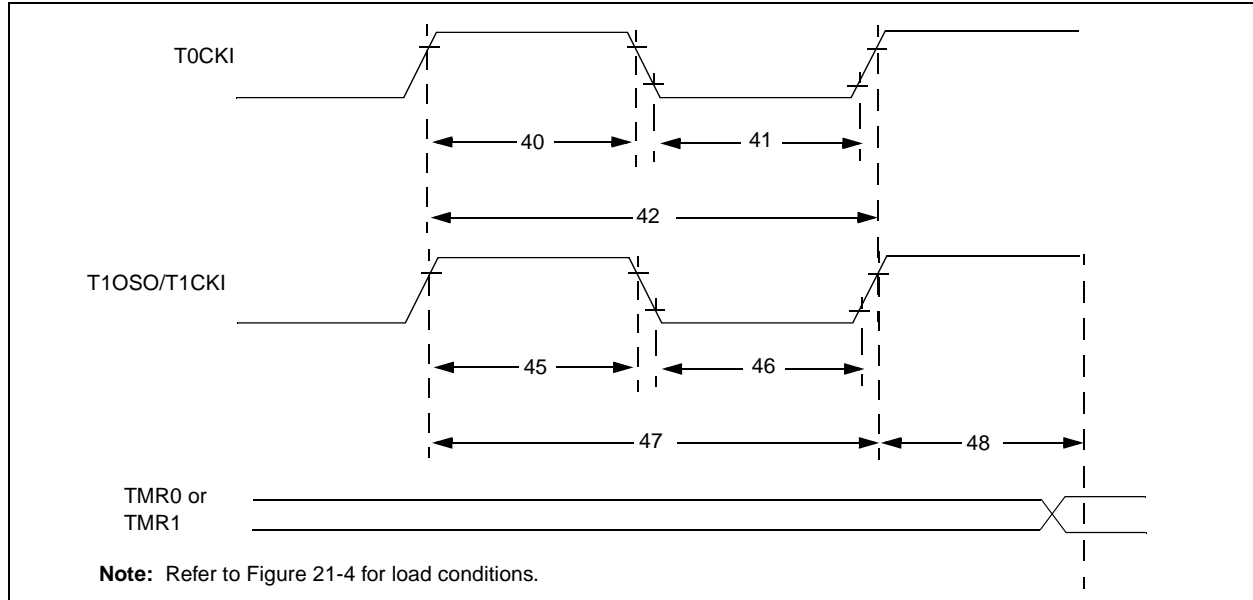 T0CKI
40
41
42
T1OSO/T1CKI
45
46
47
48
TMR0 or
TMR1
Note: Refer to Figure 21-4 for load conditions.